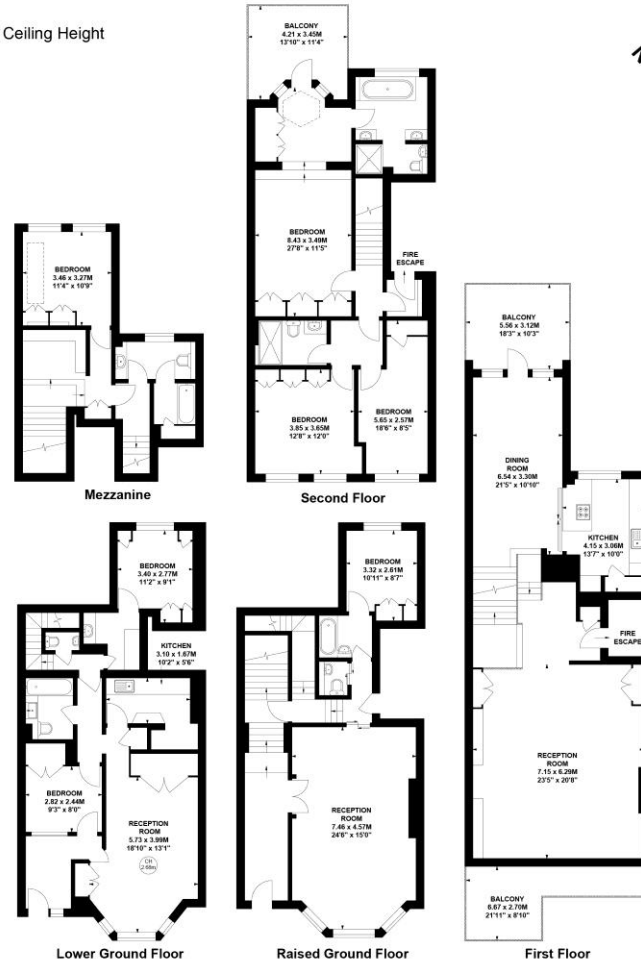 Ceiling Height
BALCONY
4.21 x 3.45M
13'10" x 11'4"
BEDROOM
8.43 x 3.49M
27'8" x 11'5"
FIRE
ESCAPE
BEDROOM
3.85 x 3.65M
12'8" x 12'0"
BEDROOM
5.65 x 2.57M
18'6" x 8'5"
Second Floor
BEDROOM
3.46 x 3.27M
11'4" x 10'9"
Mezzanine
BALCONY
5.56 x 3.12M
18'3" x 10'3"
DINING
ROOM
6.54 x 3.30M
21'5" x 10'10"
KITCHEN
4.15 x 3.06M
13'7" x 10'0"
FIRE
ESCAPE
RECEPTION
ROOM
7.15 x 6.29M
23'5" x 20'8"
BALCONY
6.67 x 2.70M
21'11" x 8'10"
First Floor
BEDROOM
3.40 x 2.77M
11'2" x 9'1"
KITCHEN
3.10 x 1.67M
10'2" x 5'6"
BEDROOM
2.82 x 2.44M
9'3" x 8'0"
RECEPTION
ROOM
5.73 x 3.99M
18'10" x 13'1"
CH
Lower Ground Floor
BEDROOM
3.32 x 2.61M
10'11" x 8'7"
RECEPTION
ROOM
7.46 x 4.57M
24'6" x 15'0"
Raised Ground Floor